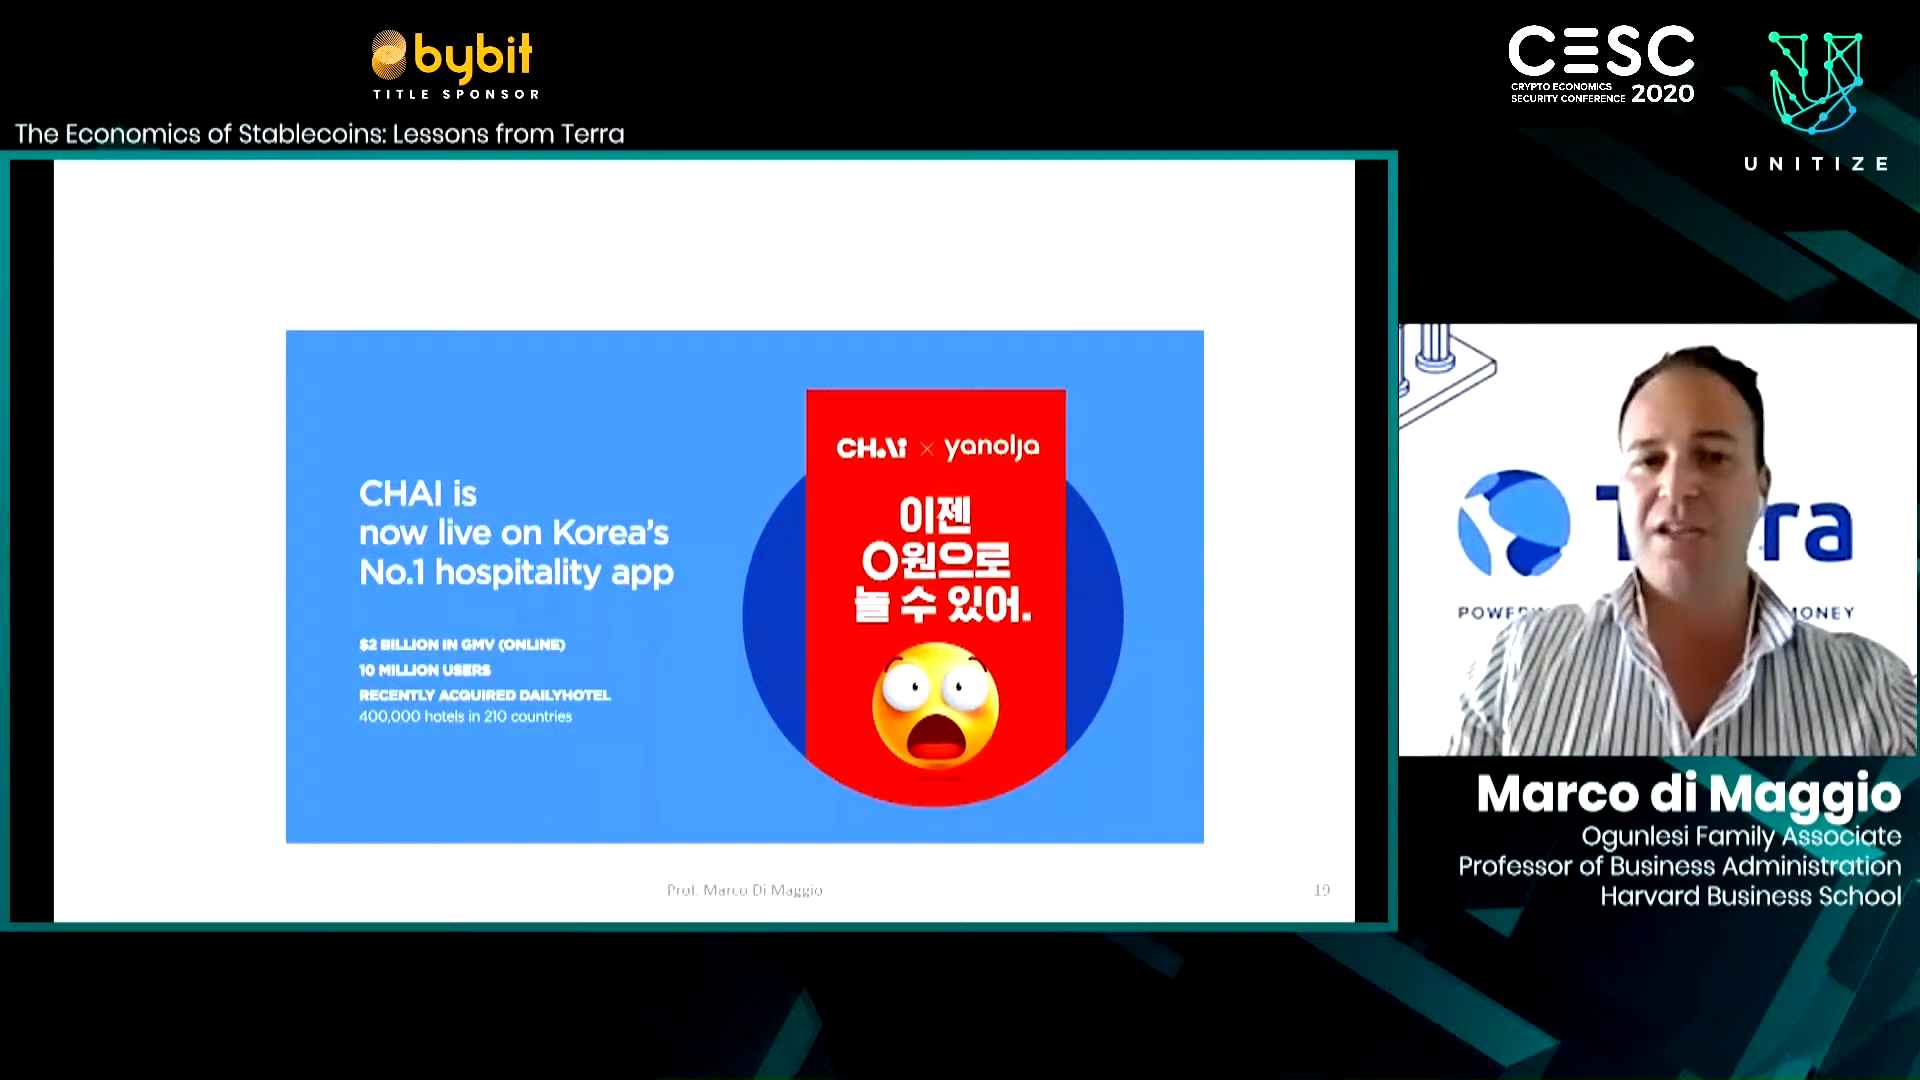 bybit
TITLE SPONSOR
CESC
CRYPTO ECONOMICS
SECURITY CONFERENCE 2020
UNITIZE
The Economics of Stablecoins: Lessons from Terra
CHAI is
now live on Korea's
No.1 hospitality app
$2 BILLION IN GMV (ONLINE)
10 MILLION USERS
RECENTLY ACQUIRED DAILYHOTEL
400,000 hotels in 210 countries
CHAI × yanolja
이젠
0원으로
놀 수 있어.
Prof. Marco Di Maggio
19
Marco di Maggio
Ogunlesi Family Associate
Professor of Business Administration
Harvard Business School